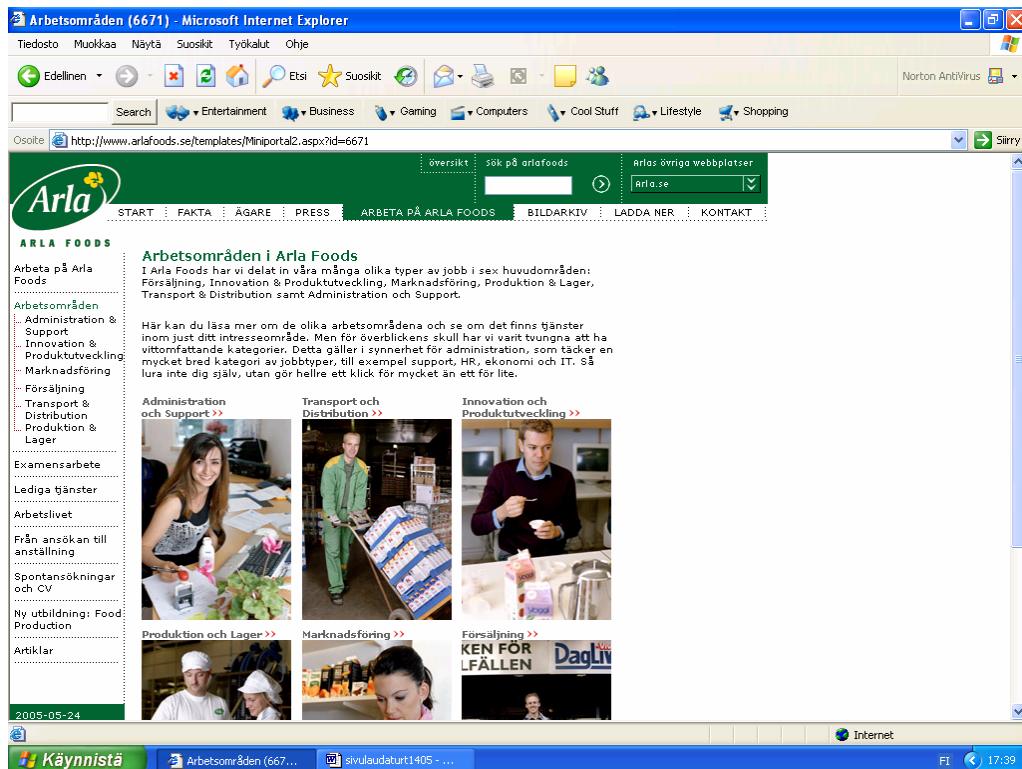 Arbetsområden (6671) - Microsoft Internet Explorer
Tiedosto Muokkaa Näytä Suosikit Työkalut Ohje
Edellinen Etsi Suosikit Norton AntiVirus
Search Entertainment Business Gaming Computers Cool Stuff Lifestyle Shopping
Osoite http://www.arlafoods.se/templates/Miniportal2.aspx?id=6671 Siirry
översikt Sök på arlafoods Arlas övriga webbplatser
Arla.se
Arla
START FAKTA ÄGARE PRESS ARBETA PÅ ARLA FOODS BILDARKIV LADDA NER KONTAKT
ARLA FOODS
Arbeta på Arla
Foods
Arbetsområden
Administration &
Support
Innovation &
Produktutveckling
Marknadsföring
Försäljning
Transport &
Distribution
Produktion &
Lager
Examensarbete
Lediga tjänster
Arbetslivet
Från ansökan till
anställning
Spontansökningar
och CV
Ny utbildning: Food
Production
Artiklar
2005-05-24
Arbetsområden i Arla Foods
I Arla Foods har vi delat in våra många olika typer av jobb i sex huvudområden:
Försäljning, Innovation & Produktutveckling, Marknadsföring, Produktion & Lager,
Transport & Distribution samt Administration och Support.
Här kan du läsa mer om de olika arbetsområdena och se om det finns tjänster
inom just ditt intresseområde. Men för överblickens skull har vi varit tvungna att ha
vittomfattande kategorier. Detta gäller i synnerhet för administration, som täcker en
mycket bred kategori av jobbtyper, till exempel support, HR, ekonomi och IT. Så
lura inte dig själv, utan gör hellre ett klick för mycket än ett för lite.
Administration
och Support >>
Transport och
Distribution >>
Innovation och
Produktutveckling >>
yoggi
yoggi
Produktion och Lager >>
Marknadsföring >>
Försäljning >>
KEN FÖR
LFÄLLEN
DagLiv
Internet
Käynnistä Arbetsområden (667... sivulaudaturt1405 - ... FI 17:39